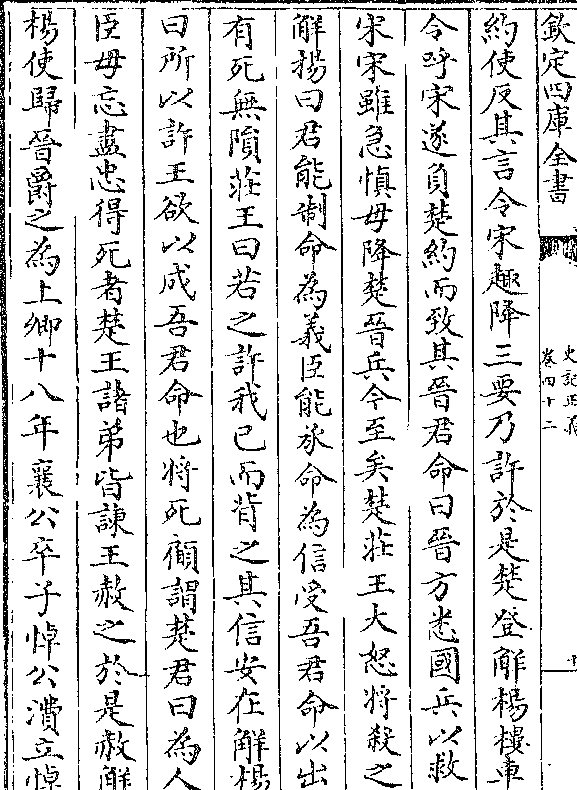 欽定四庫全書
史記正義
卷四十二
約使反其言令宋趣降三要乃許於是楚登解楊樓車
令呼宋遂負楚約而致其晉君命曰晉方悉國兵以救
宋宋雖急慎毋降楚晉兵今至矣楚莊王大怒將殺之
解楊曰君能制命為義臣能承命為信受吾君命以出
有死無隕莊王曰若之許我已而背之其信安在解楊
曰所以許王欲以成吾君命也將死顧謂楚君曰為人
臣毋忘盡忠得死者楚王諸弟皆諫王赦之於是赦解
楊使歸晉爵之為上卿十八年襄公卒子悼公濆立悼